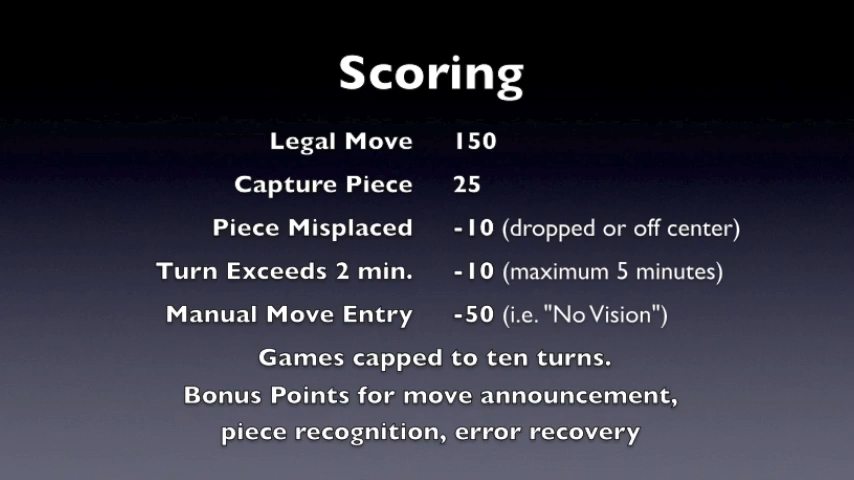 Scoring
Legal Move 150
Capture Piece 25
Piece Misplaced -10 (dropped or off center)
Turn Exceeds 2 min. -10 (maximum 5 minutes)
Manual Move Entry -50 (i.e. "No Vision")
Games capped to ten turns.
Bonus Points for move announcement,
piece recognition, error recovery